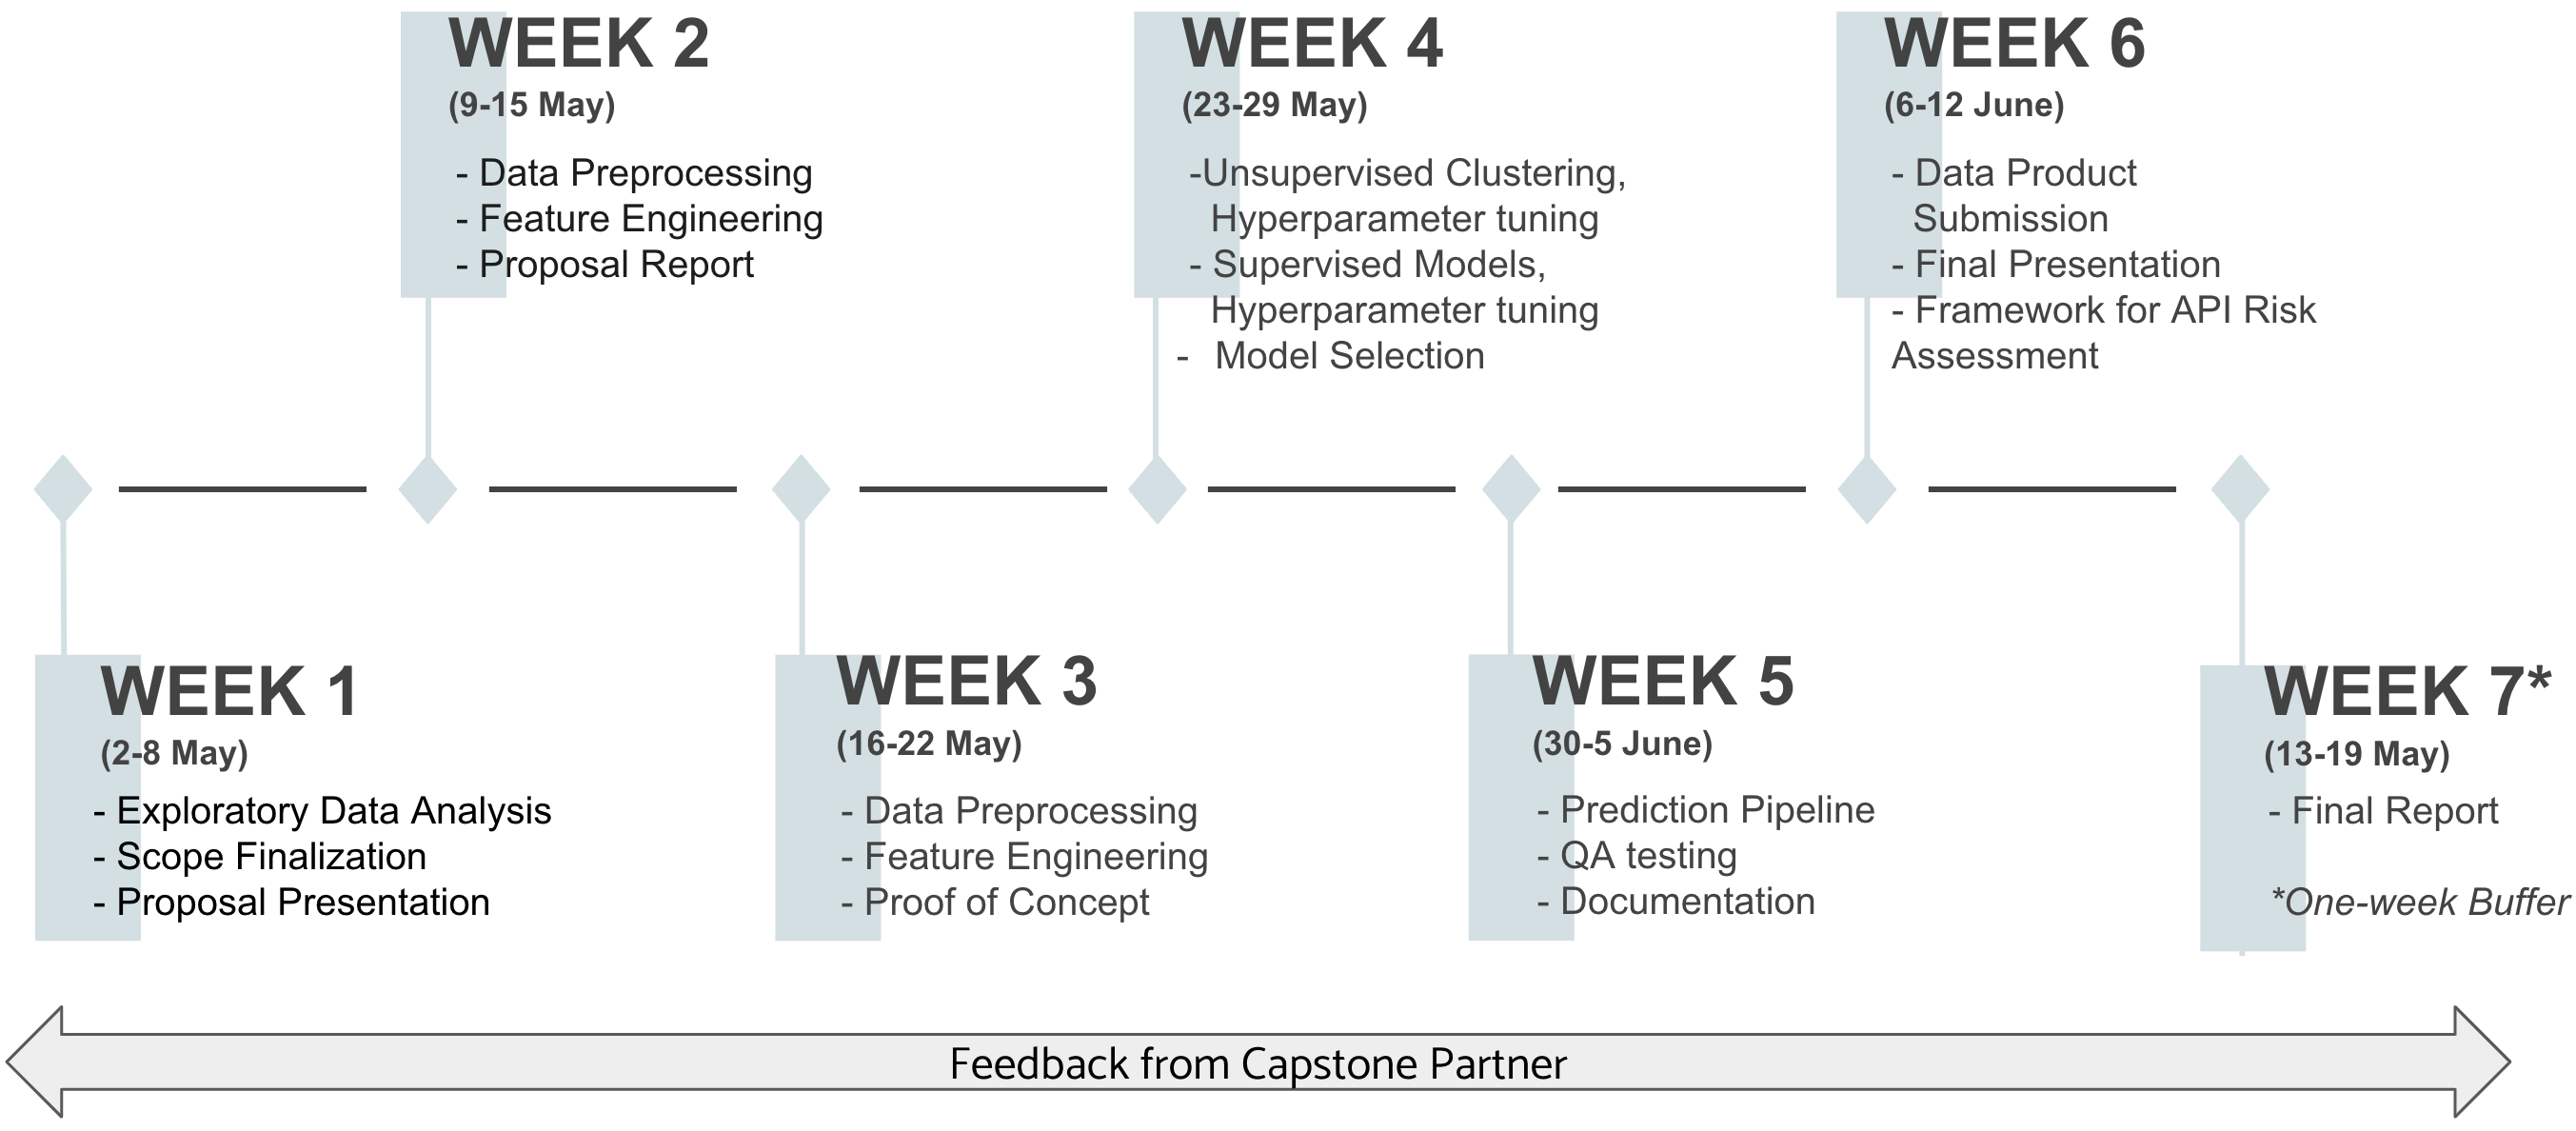 WEEK 1
(2-8 May)
- Exploratory Data Analysis
- Scope Finalization
- Proposal Presentation
WEEK 2
(9-15 May)
- Data Preprocessing
- Feature Engineering
- Proposal Report
WEEK 3
(16-22 May)
- Data Preprocessing
- Feature Engineering
- Proof of Concept
WEEK 4
(23-29 May)
-Unsupervised Clustering,
Hyperparameter tuning
- Supervised Models,
Hyperparameter tuning
- Model Selection
WEEK 5
(30-5 June)
- Prediction Pipeline
- QA testing
- Documentation
WEEK 6
(6-12 June)
- Data Product
Submission
- Final Presentation
- Framework for API Risk
Assessment
WEEK 7*
(13-19 May)
- Final Report
*One-week Buffer
Feedback from Capstone Partner